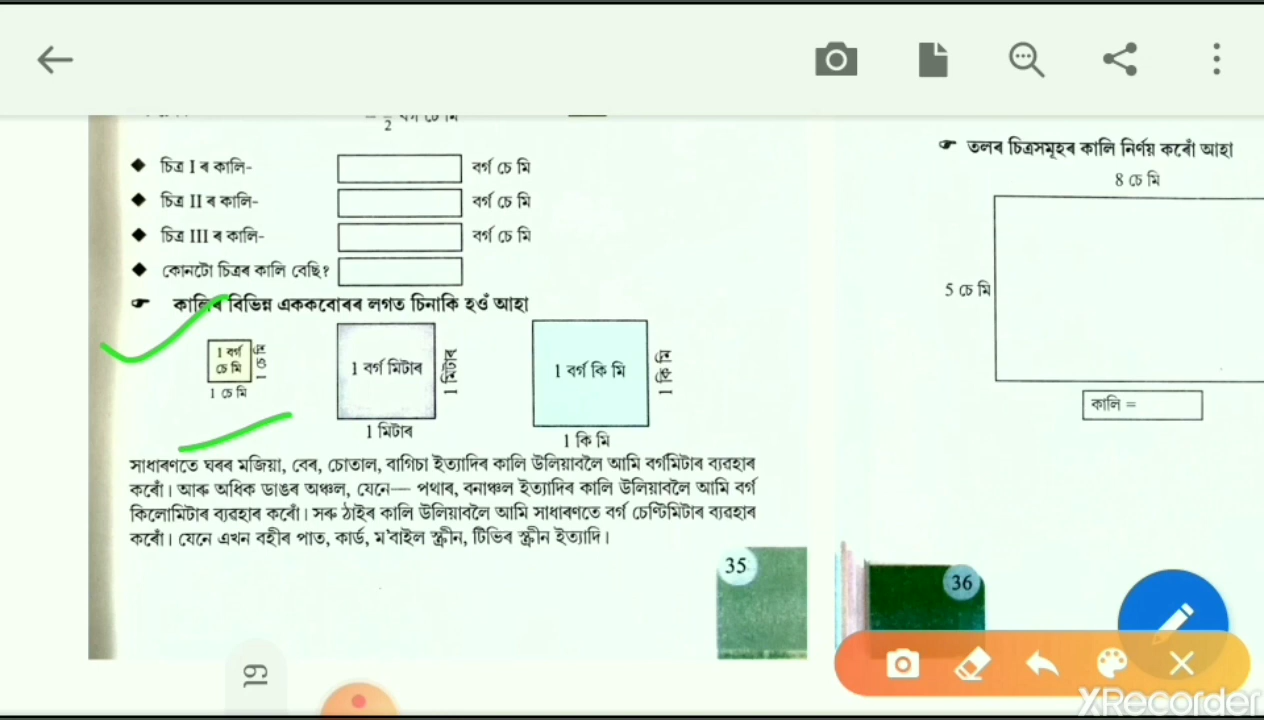 চিত্ৰ I ৰ কালি- বৰ্গ চে মি
চিত্ৰ II ৰ কালি- বৰ্গ চে মি
চিত্ৰ III ৰ কালি- বৰ্গ চে মি
কোনটো চিত্ৰৰ কালি বেছি?
কালিৰ বিভিন্ন এককবোৰৰ লগত চিনাকি হওঁ আহা
1 বৰ্গ
চে মি
1 চে মি
1 চে মি
1 বৰ্গ মিটাৰ
1 মিটাৰ
1 মিটাৰ
1 বৰ্গ কি মি
1 কি মি
1 কি মি
সাধাৰণতে ঘৰৰ মজিয়া, বেৰ, চোতাল, বাগিচা ইত্যাদিৰ কালি উলিয়াবলৈ আমি বৰ্গমিটাৰ ব্যৱহাৰ
কৰোঁ। আৰু অধিক ডাঙৰ অঞ্চল, যেনে— পথাৰ, বনাঞ্চল ইত্যাদিৰ কালি উলিয়াবলৈ আমি বৰ্গ
কিলোমিটাৰ ব্যৱহাৰ কৰোঁ। সৰু ঠাইৰ কালি উলিয়াবলৈ আমি সাধাৰণতে বৰ্গ চেণ্টিমিটাৰ ব্যৱহাৰ
কৰোঁ। যেনে এখন বহীৰ পাত, কাৰ্ড, ম'বাইল স্ক্ৰীন, টিভিৰ স্ক্ৰীন ইত্যাদি।
35
তলৰ চিত্ৰসমূহৰ কালি নিৰ্ণয় কৰোঁ আহা
8 চে মি
5 চে মি
কালি =
36
19
XRecorder